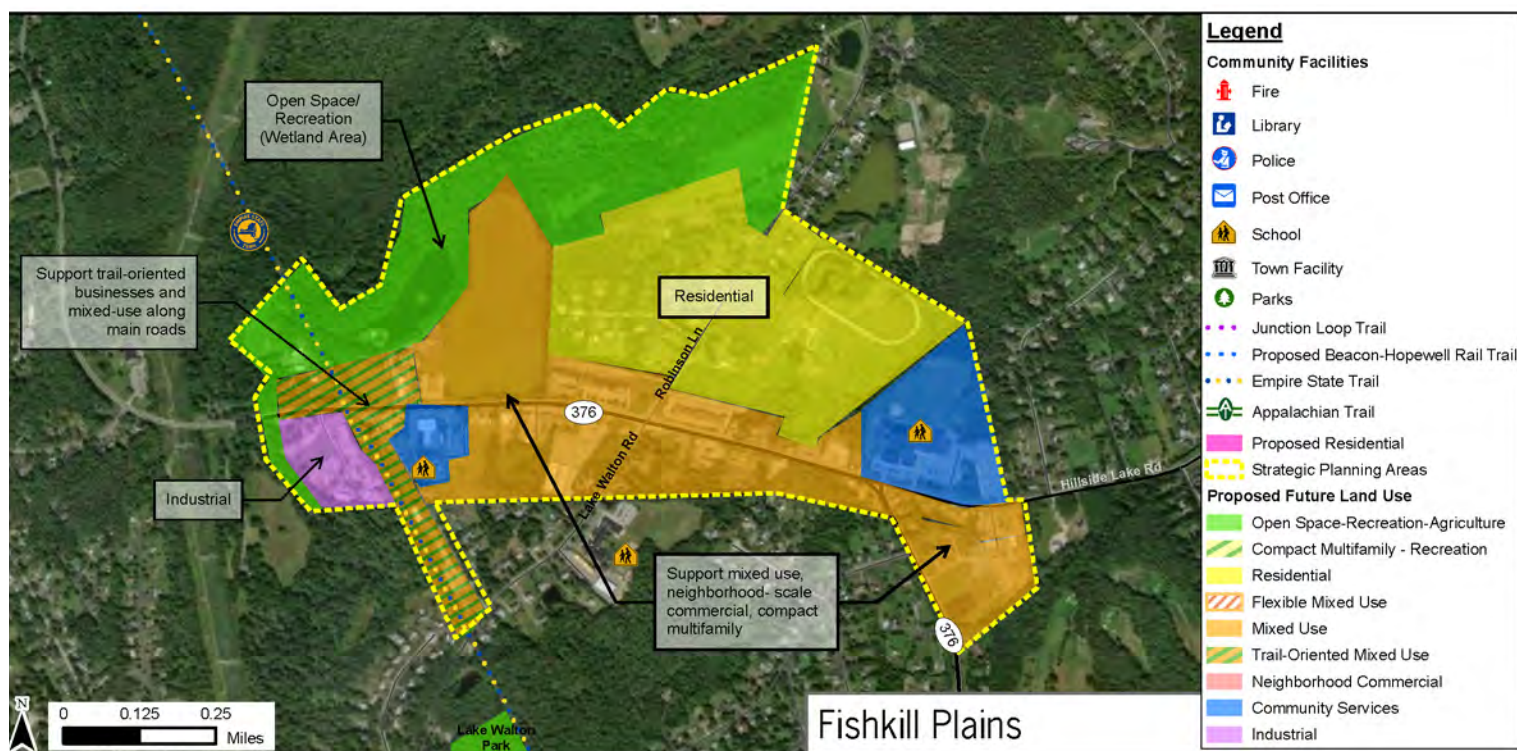 Open Space/
Recreation
(Wetland Area)
Support trail-oriented
businesses and
mixed-use along
main roads
Residential
Robinson Ln
376
Industrial
Lake Walton Rd
Hillside Lake Rd
Support mixed use,
neighborhood- scale
commercial, compact
multifamily
376
N
0 0.125 0.25
Miles
Lake Walton
Park
Fishkill Plains
Legend
Community Facilities
Fire
Library
Police
Post Office
School
Town Facility
Parks
Junction Loop Trail
Proposed Beacon-Hopewell Rail Trail
Empire State Trail
Appalachian Trail
Proposed Residential
Strategic Planning Areas
Proposed Future Land Use
Open Space-Recreation-Agriculture
Compact Multifamily - Recreation
Residential
Flexible Mixed Use
Mixed Use
Trail-Oriented Mixed Use
Neighborhood Commercial
Community Services
Industrial